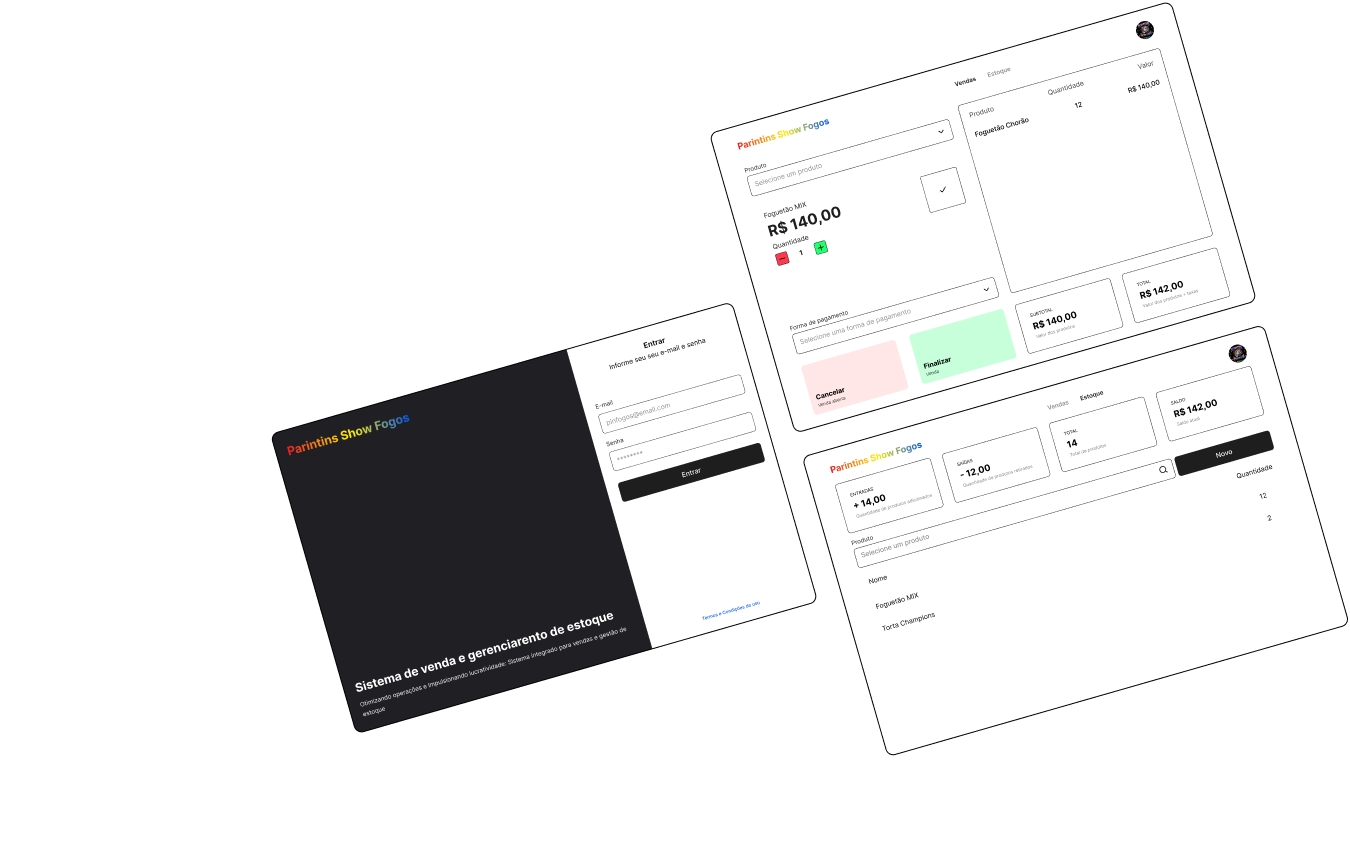 Parintins Show Fogos
Sistema de venda e gerenciarento de estoque
Otimizando operações e impulsionando lucratividade: Sistema integrado para vendas e gestão de
estoque
Entrar
Informe seu seu e-mail e senha
E-mail
pinfogos@email.com
Senha
********
Entrar
Termos e Condições de uso
Parintins Show Fogos
Vendas Estoque
Produto
Selecione um produto
Foguetão MIX
R$ 140,00
Quantidade
1
Forma de pagamento
Selecione uma forma de pagamento
Cancelar
venda aberta
Finalizar
venda
Produto Quantidade Valor
Foguetão Chorão 12 R$ 140,00
SUBTOTAL
R$ 140,00
Valor dos produtos
TOTAL
R$ 142,00
Valor dos produtos + taxas
Parintins Show Fogos
Vendas Estoque
ENTRADAS
+ 14,00
Quantidade de produtos adicionados
SAÍDAS
- 12,00
Quantidade de produtos retirados
TOTAL
14
Total de produtos
SALDO
R$ 142,00
Saldo atual
Produto
Selecione um produto
Novo
Nome Quantidade
Foguetão MIX 12
Torta Champions 2